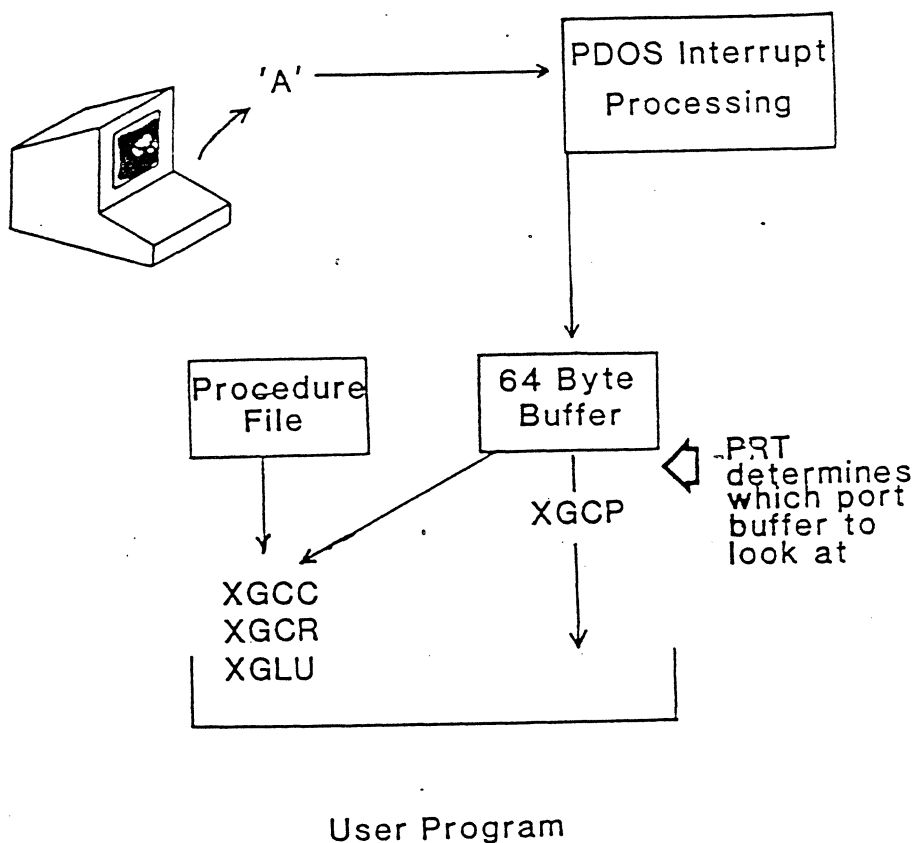 PDOS Interrupt
Processing
'A'
Procedure
File
64 Byte
Buffer
PRT
determines
which port
buffer to
look at
XGCP
XGCC
XGCR
XGLU
User Program